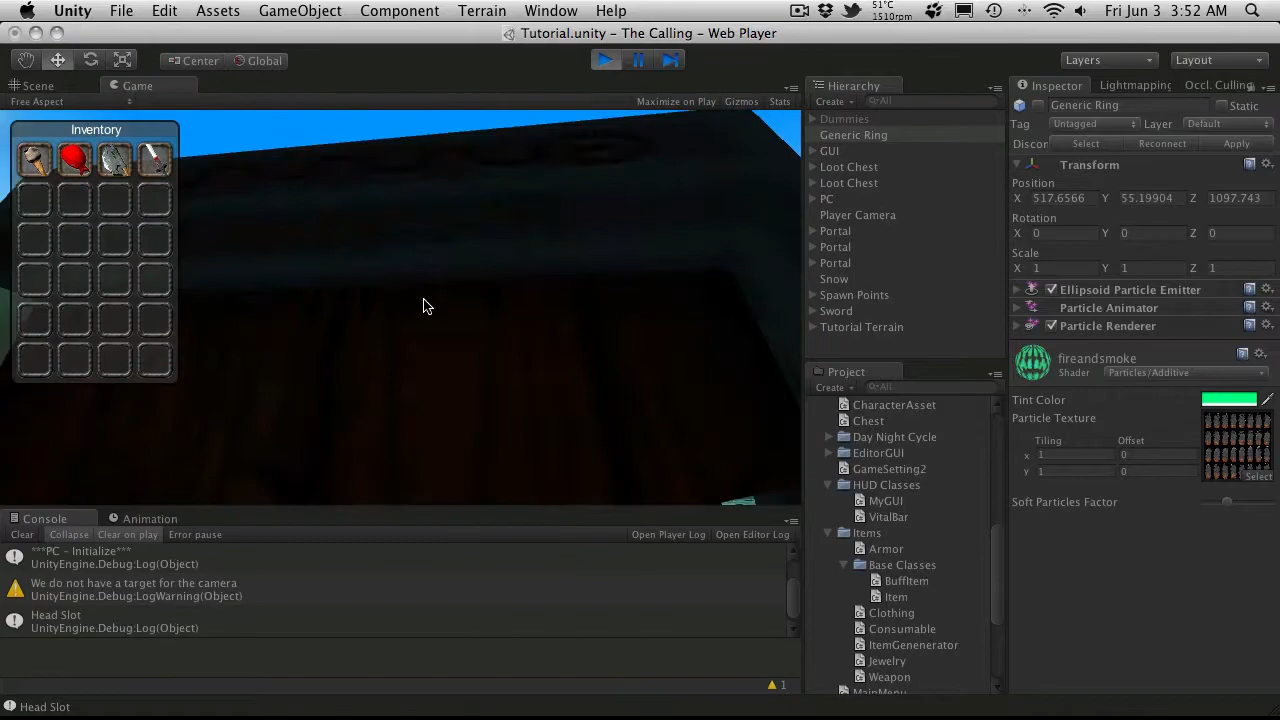 Unity File Edit Assets GameObject Component Terrain Window Help 51°C 1510rpm Fri Jun 3 3:52 AM
Tutorial.unity - The Calling - Web Player
Center Global Layers Layout
Scene Game
Free Aspect Maximize on Play Gizmos Stats
Inventory
Hierarchy
Create All
Dummies
Generic Ring
GUI
Loot Chest
Loot Chest
PC
Player Camera
Portal
Portal
Portal
Snow
Spawn Points
Sword
Tutorial Terrain
Project
Create All
CharacterAsset
Chest
Day Night Cycle
EditorGUI
GameSetting2
HUD Classes
MyGUI
VitalBar
Items
Armor
Base Classes
BuffItem
Item
Clothing
Consumable
ItemGenenerator
Jewelry
Weapon
MainMenu
Inspector Lightmapping Occl. Culling
Generic Ring Static
Tag Untagged Layer Default
Discon Select Reconnect Apply
Transform
Position
X 517.6566 Y 55.19904 Z 1097.743
Rotation
X 0 Y 0 Z 0
Scale
X 1 Y 1 Z 1
Ellipsoid Particle Emitter
Particle Animator
Particle Renderer
fireandsmoke
Shader Particles/Additive
Tint Color
Particle Texture
Tiling Offset
x 1 0
y 1 0
Select
Soft Particles Factor
Console Animation
Clear Collapse Clear on play Error pause Open Player Log Open Editor Log
***PC - Initialize***
UnityEngine.Debug:Log(Object)
We do not have a target for the camera
UnityEngine.Debug:LogWarning(Object)
Head Slot
UnityEngine.Debug:Log(Object)
1
Head Slot